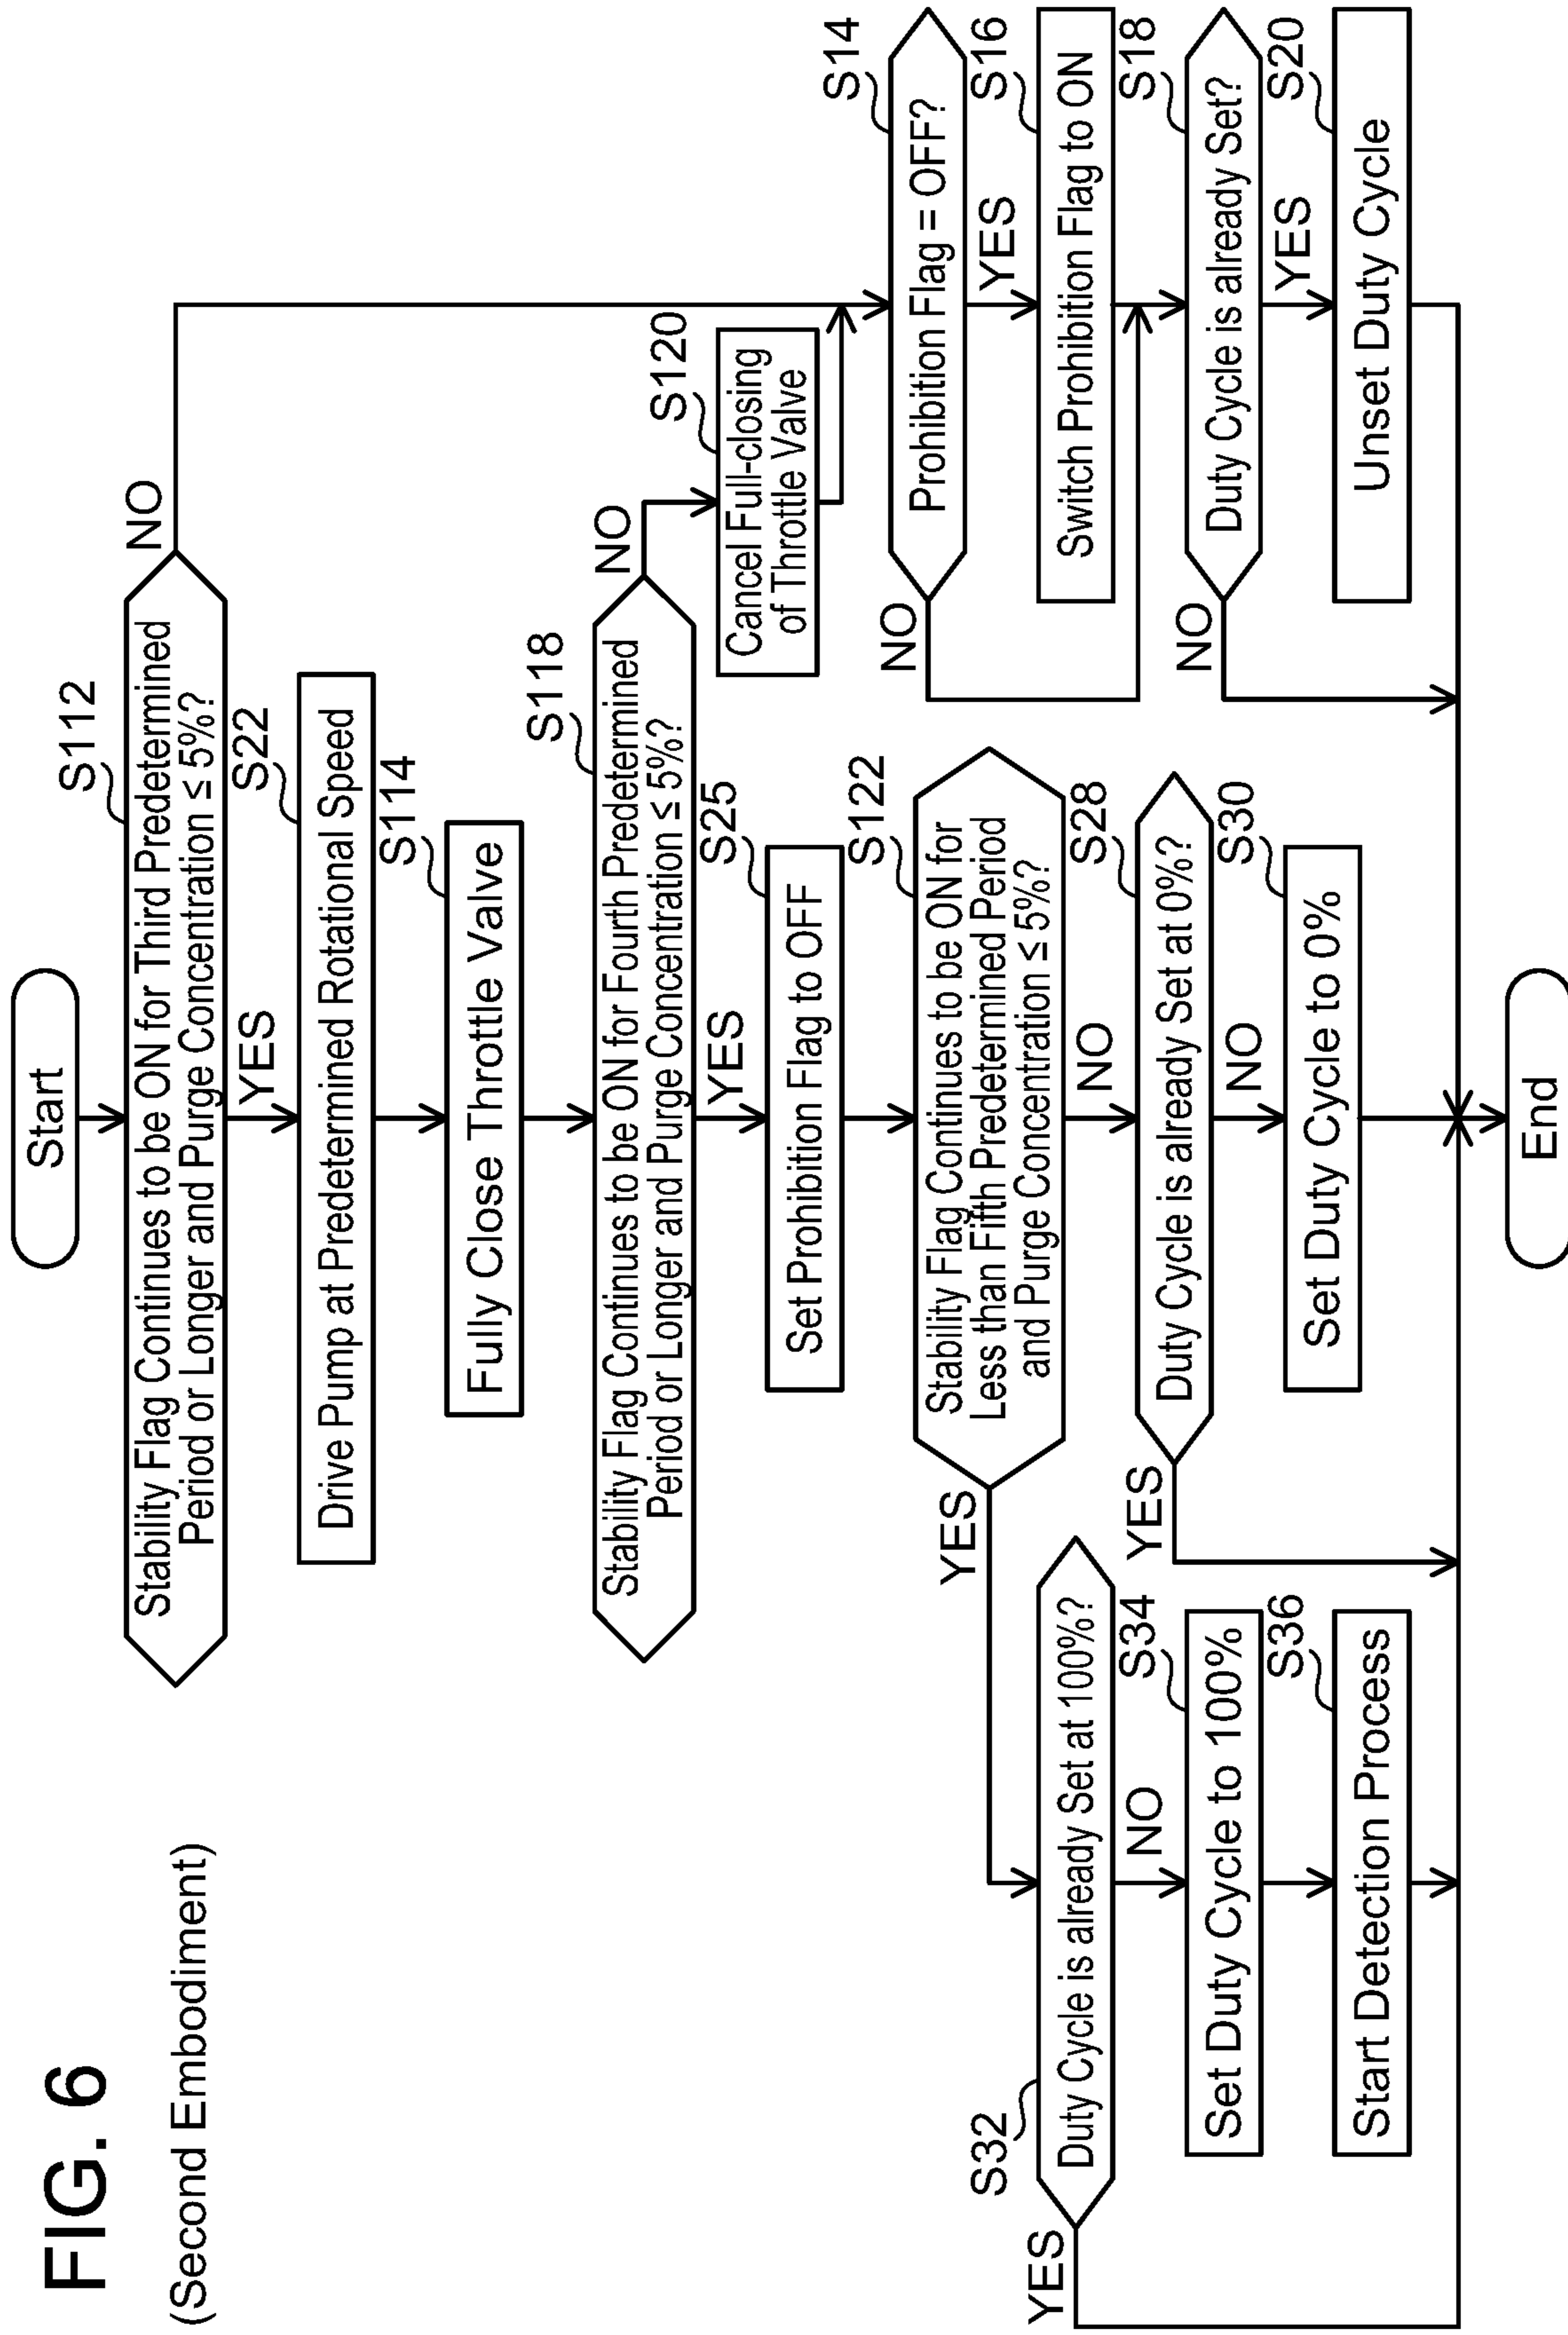 FIG. 6
(Second Embodiment)
Start
S112
Stability Flag Continues to be ON for Third Predetermined
Period or Longer and Purge Concentration ≤ 5%?
NO
YES
S22
Drive Pump at Predetermined Rotational Speed
S114
Fully Close Throttle Valve
S118
Stability Flag Continues to be ON for Fourth Predetermined
Period or Longer and Purge Concentration ≤ 5%?
NO
S120
Cancel Full-closing
of Throttle Valve
YES
S25
Set Prohibition Flag to OFF
S122
Stability Flag Continues to be ON for
Less than Fifth Predetermined Period
and Purge Concentration ≤ 5%?
YES
NO
S32
Duty Cycle is already Set at 100%?
YES
NO
S34
Set Duty Cycle to 100%
S36
Start Detection Process
S28
Duty Cycle is already Set at 0%?
YES
NO
S30
Set Duty Cycle to 0%
S14
Prohibition Flag = OFF?
NO
YES
S16
Switch Prohibition Flag to ON
S18
Duty Cycle is already Set?
NO
YES
S20
Unset Duty Cycle
End